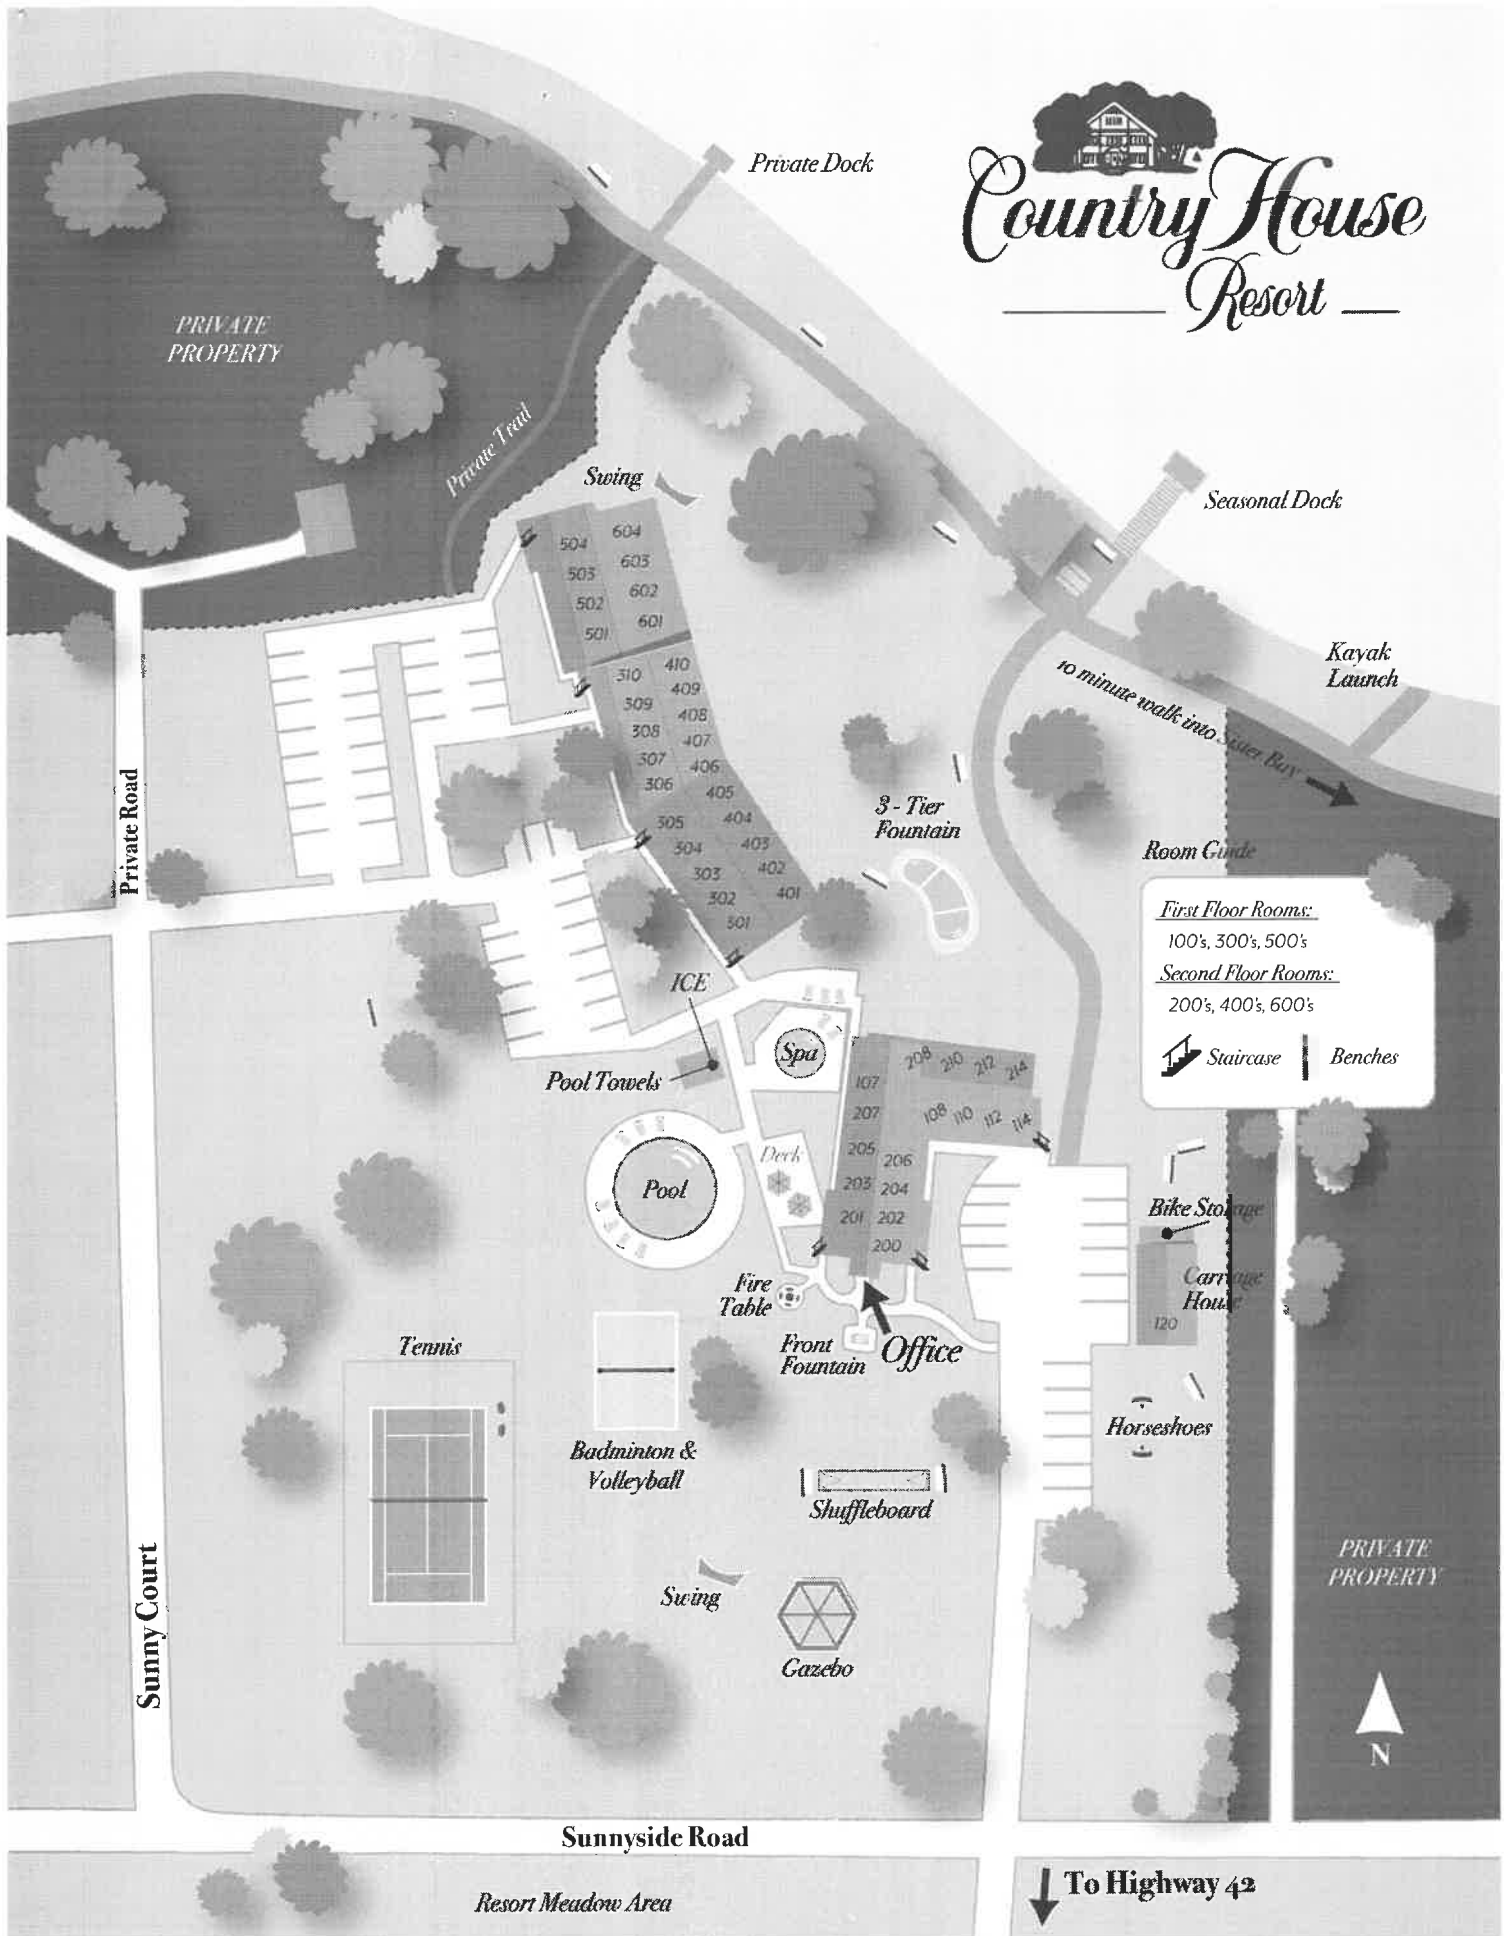 Country House
Resort
Private Dock
PRIVATE
PROPERTY
Private Trail
Swing
Seasonal Dock
504
604
503
603
502
602
501
601
310
410
309
409
308
408
307
407
306
406
305
405
304
404
303
403
302
402
301
401
Kayak
Launch
10 minute walk into Sister Bay
Private Road
3 - Tier
Fountain
Room Guide
First Floor Rooms:
100's, 300's, 500's
Second Floor Rooms:
200's, 400's, 600's
Staircase
Benches
ICE
Pool Towels
Spa
208
210
212
214
107
108
110
112
114
207
205
206
203
204
201
202
200
Deck
Pool
Bike Storage
Carriage
House
120
Fire
Table
Front
Fountain
Office
Tennis
Badminton &
Volleyball
Horseshoes
Shuffleboard
Swing
Gazebo
Sunny Court
PRIVATE
PROPERTY
N
Sunnyside Road
Resort Meadow Area
To Highway 42